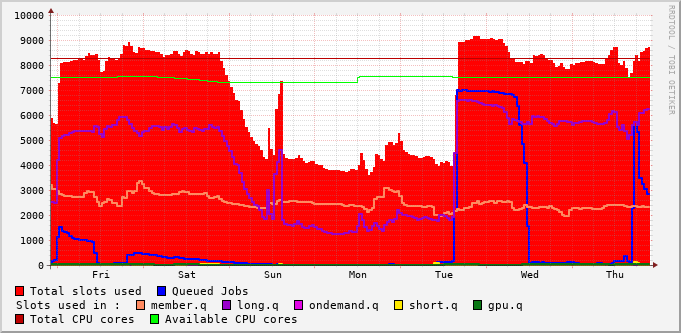 RRDTOOL / TOBI OETIKER
10000
9000
8000
7000
6000
5000
4000
3000
2000
1000
0
Fri Sat Sun Mon Tue Wed Thu
Total slots used Queued Jobs
Slots used in : member.q long.q ondemand.q short.q gpu.q
Total CPU cores Available CPU cores